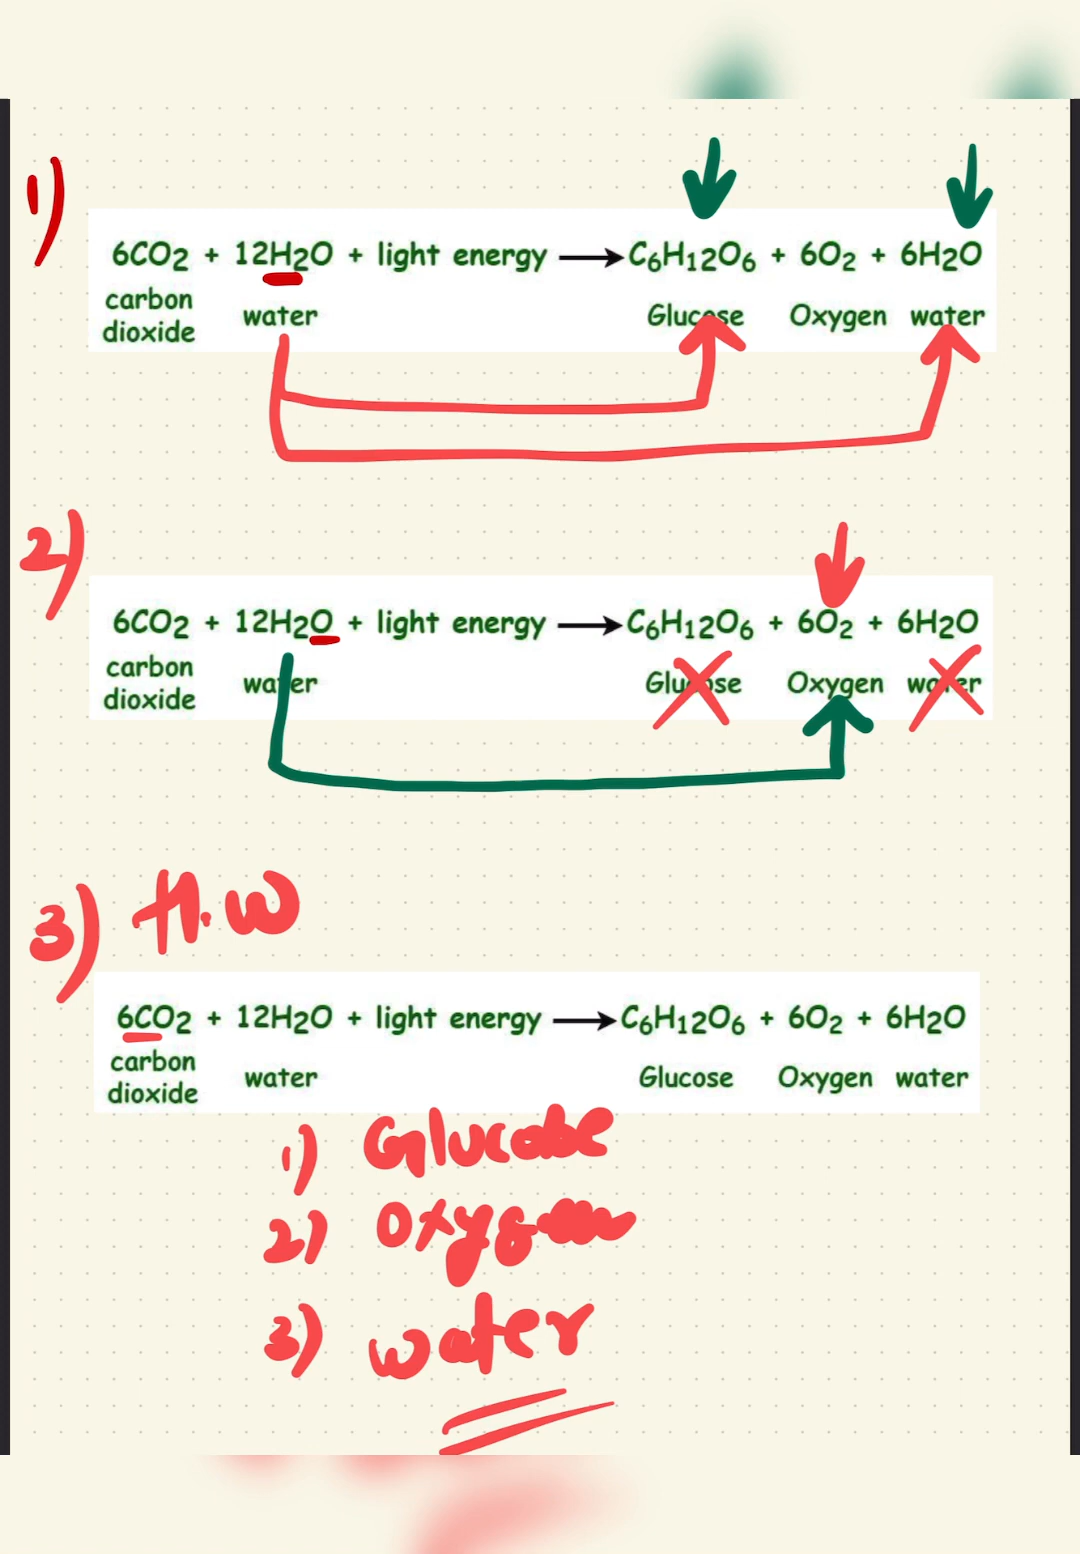 1)
6CO2 + 12H2O + light energy → C6H12O6 + 6O2 + 6H2O
carbon dioxide water Glucose Oxygen water
2)
6CO2 + 12H2O + light energy → C6H12O6 + 6O2 + 6H2O
carbon dioxide water Glucose Oxygen water
3) H.W
6CO2 + 12H2O + light energy → C6H12O6 + 6O2 + 6H2O
carbon dioxide water Glucose Oxygen water
1) Glucose
2) Oxygen
3) water